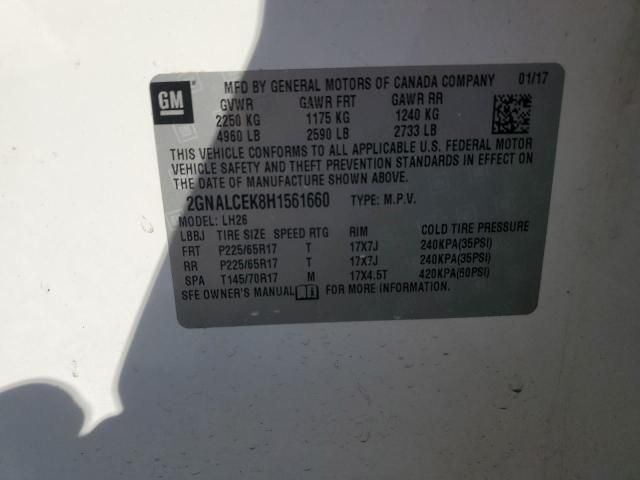 GM
MFD BY GENERAL MOTORS OF CANADA COMPANY 01/17
GVWR GAWR FRT GAWR RR
2250 KG 1175 KG 1240 KG
4960 LB 2590 LB 2733 LB
THIS VEHICLE CONFORMS TO ALL APPLICABLE U.S. FEDERAL MOTOR
VEHICLE SAFETY AND THEFT PREVENTION STANDARDS IN EFFECT ON
THE DATE OF MANUFACTURE SHOWN ABOVE.
2GNALCEK8H1561660 TYPE: M.P.V.
MODEL: LH26
LBBJ TIRE SIZE SPEED RTG RIM COLD TIRE PRESSURE
FRT P225/65R17 T 17X7J 240KPA(35PSI)
RR P225/65R17 T 17X7J 240KPA(35PSI)
SPA T145/70R17 M 17X4.5T 420KPA(60PSI)
SEE OWNER'S MANUAL FOR MORE INFORMATION.